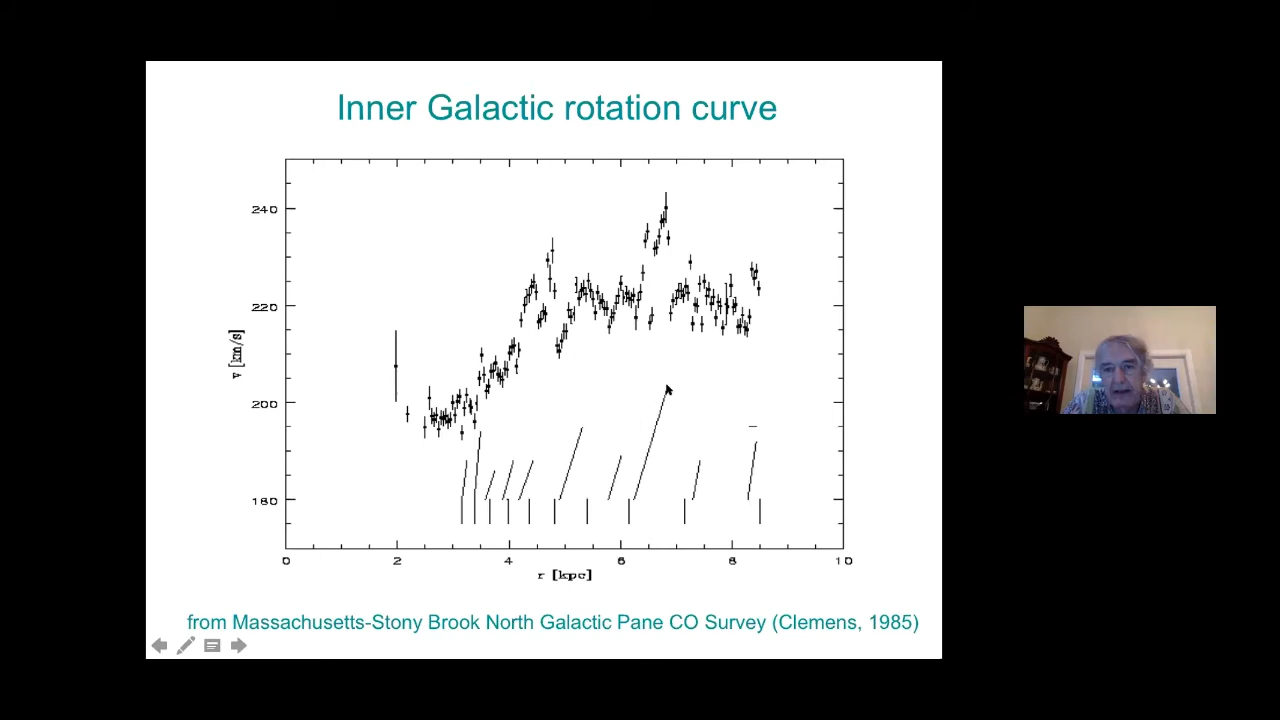 Inner Galactic rotation curve
240
220
200
180
v [km/s]
0 2 4 6 8 10
r [kpc]
from Massachusetts-Stony Brook North Galactic Pane CO Survey (Clemens, 1985)